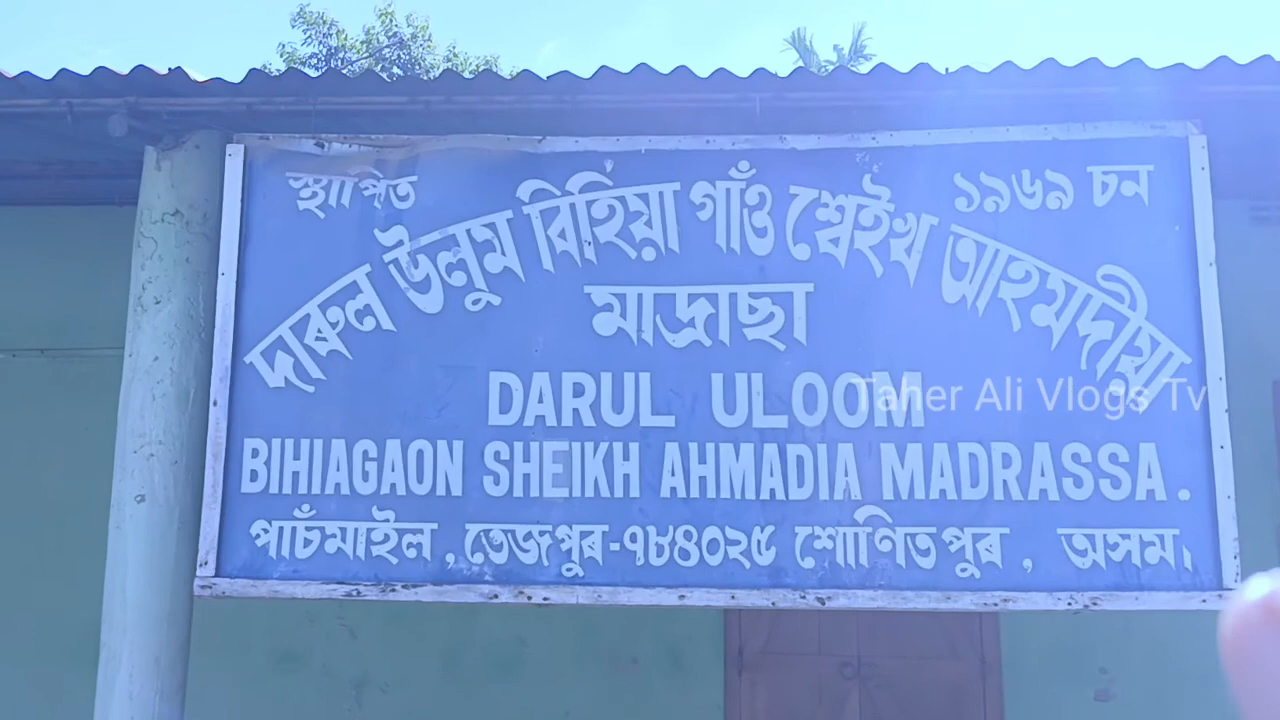 স্থাপিত ১৯৬৯ চন
দাৰুল উলুম বিহিয়া গাঁও শ্বেইখ আহমদীয়া
মাদ্ৰাছা
DARUL ULOOM
Taher Ali Vlogs Tv
BIHIAGAON SHEIKH AHMADIA MADRASSA.
পাচঁমাইল, তেজপুৰ-৭৮৪০২৫ শোণিতপুৰ, অসম।